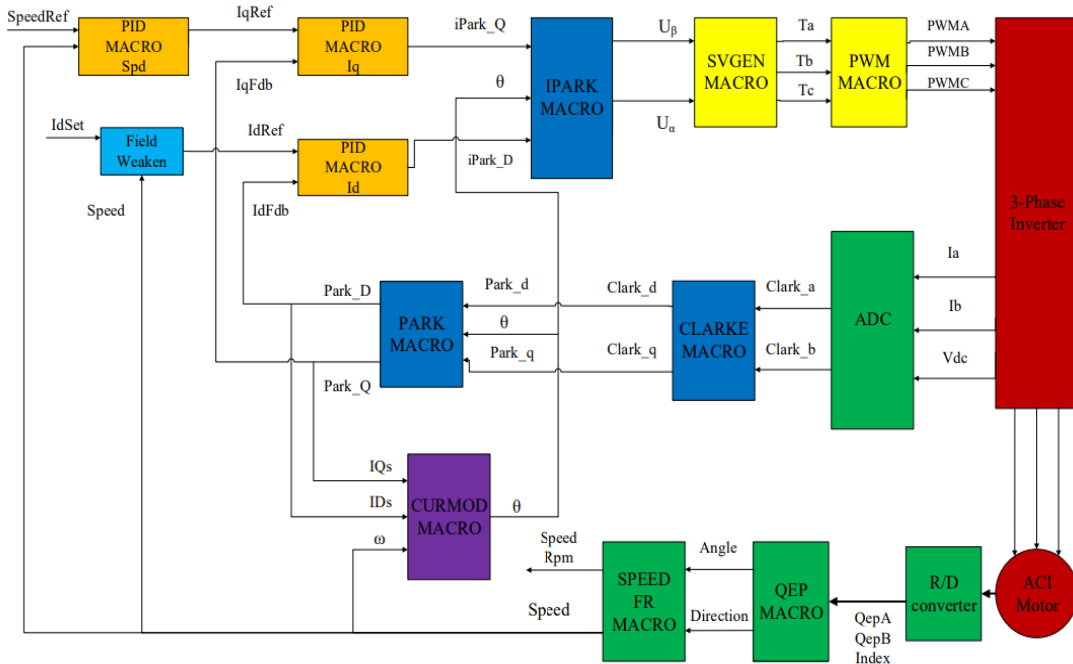 SpeedRef
PID
MACRO
Spd
IqRef
PID
MACRO
Iq
iPark_Q
IqFdb
θ
IPARK
MACRO
Uβ
Uα
SVGEN
MACRO
Ta
Tb
Tc
PWM
MACRO
PWMA
PWMB
PWMC
3-Phase
Inverter
IdSet
Field
Weaken
IdRef
PID
MACRO
Id
iPark_D
Speed
IdFdb
Park_D
PARK
MACRO
Park_d
θ
Park_q
Park_Q
Clark_d
Clark_q
CLARKE
MACRO
Clark_a
Clark_b
ADC
Ia
Ib
Vdc
IQs
IDs
ω
CURMOD
MACRO
θ
Speed
Rpm
Speed
SPEED
FR
MACRO
Angle
Direction
QEP
MACRO
QepA
QepB
Index
R/D
converter
ACI
Motor